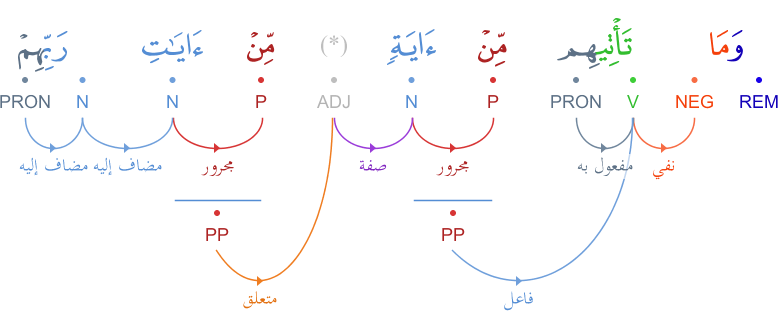 وَمَا تَأْتِيهِم مِّنْ ءَايَةٍ (*) مِّنْ ءَايَٰتِ رَبِّهِمْ
REM NEG V PRON P N ADJ P N N PRON
نفي مفعول به مجرور صفة مجرور مضاف إليه مضاف إليه
PP PP
فاعل متعلق